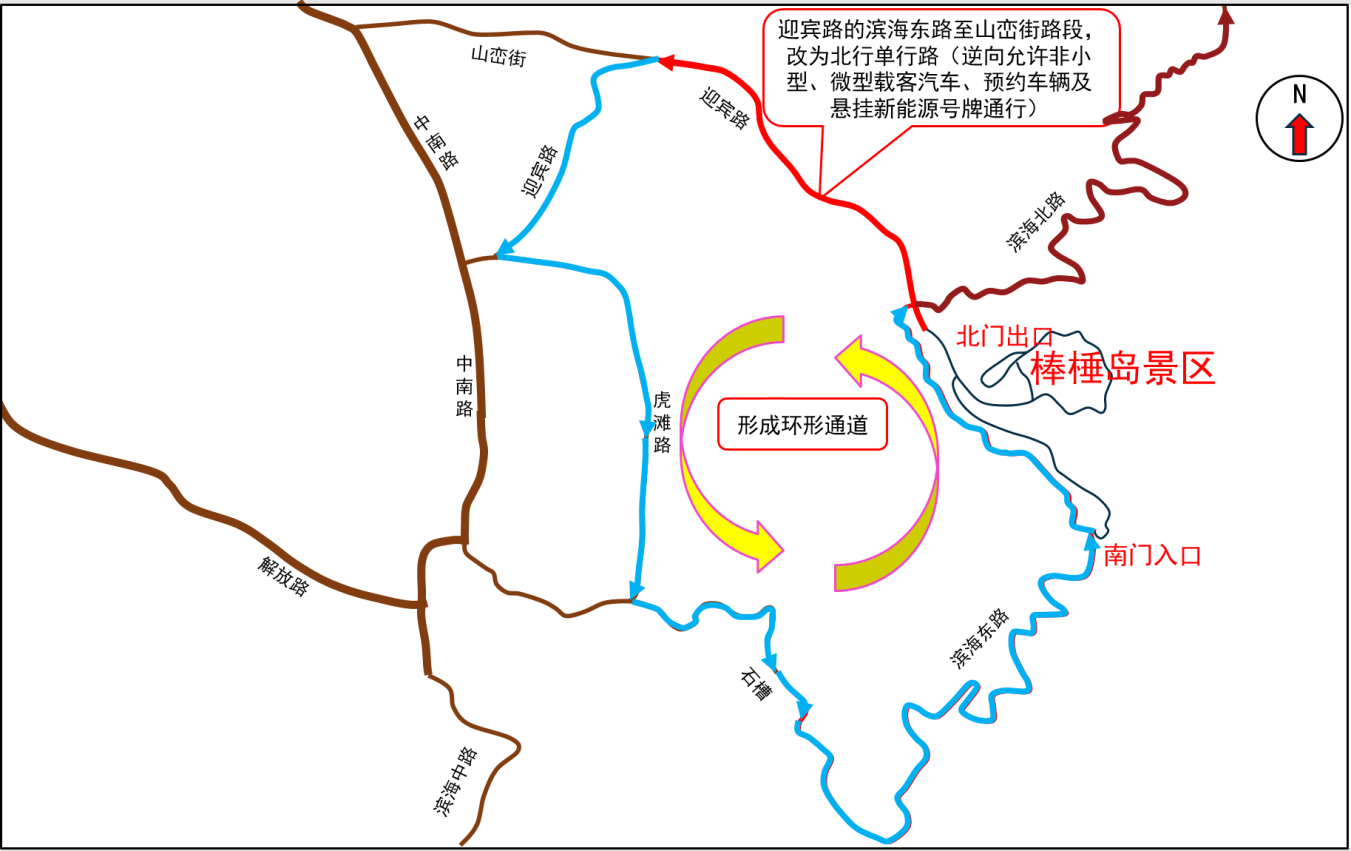 迎宾路的滨海东路至山峦街路段，
改为北行单行路（逆向允许非小
型、微型载客汽车、预约车辆及
悬挂新能源号牌通行）
山峦街
迎宾路
N
中南路
迎宾路
滨海北路
北门出口
棒棰岛景区
中南路
虎滩路
形成环形通道
南门入口
解放路
滨海东路
石槽
滨海中路